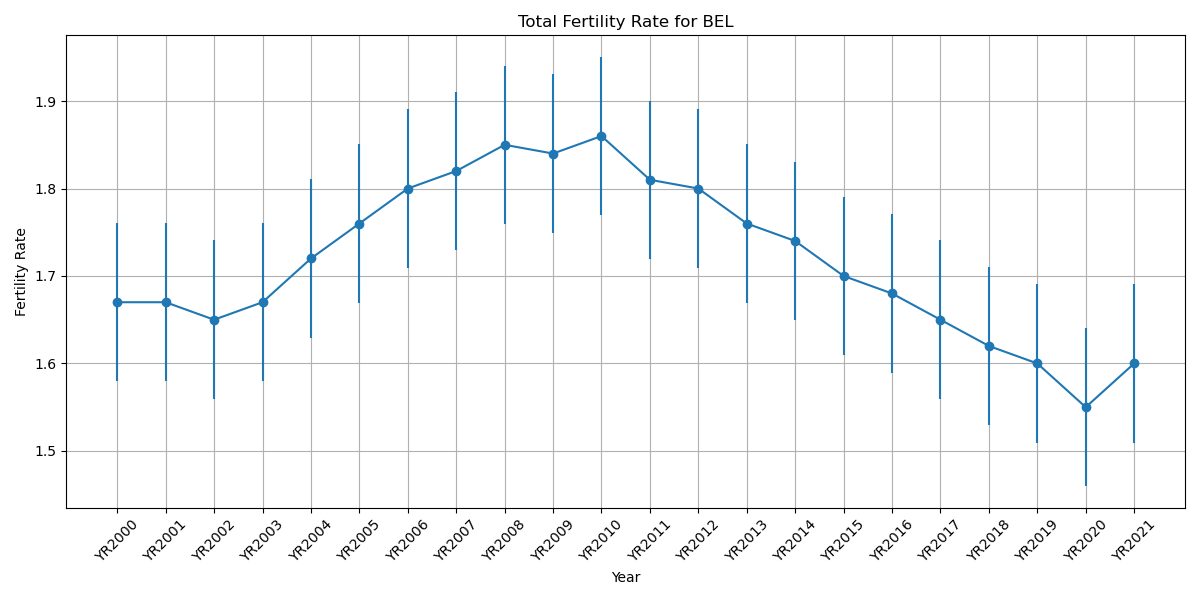 Total Fertility Rate for BEL
Fertility Rate
1.9
1.8
1.7
1.6
1.5
YR2000
YR2001
YR2002
YR2003
YR2004
YR2005
YR2006
YR2007
YR2008
YR2009
YR2010
YR2011
YR2012
YR2013
YR2014
YR2015
YR2016
YR2017
YR2018
YR2019
YR2020
YR2021
Year